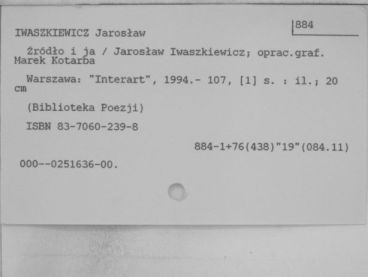 884
IWASZKIEWICZ Jarosław
Źródło i ja / Jarosław Iwaszkiewicz; oprac.graf.
Marek Kotarba
Warszawa: "Interart", 1994.- 107, [1] s. : il.; 20
cm
(Biblioteka Poezji)
ISBN 83-7060-239-8
884-1+76(438)"19"(084.11)
000--0251636-00.